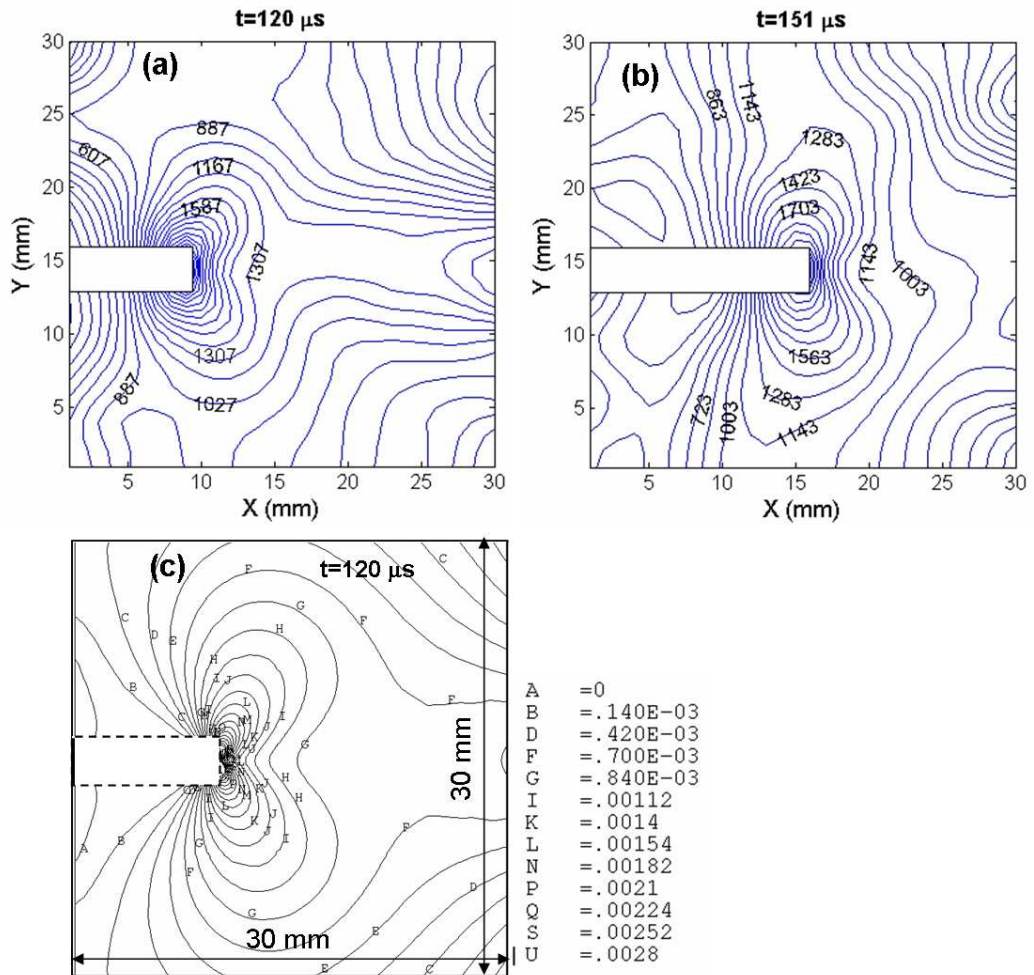 t=120 μs
(a)
30
25
20
15
10
5
Y (mm)
607
887
1167
1587
1307
1307
1027
887
5 10 15 20 25 30
X (mm)
t=151 μs
(b)
30
25
20
15
10
5
Y (mm)
863
1143
1283
1423
1703
1143
1003
1563
1283
1143
723
1003
5 10 15 20 25 30
X (mm)
(c)
t=120 μs
30 mm
30 mm
A =0
B =.140E-03
D =.420E-03
F =.700E-03
G =.840E-03
I =.00112
K =.0014
L =.00154
N =.00182
P =.0021
Q =.00224
S =.00252
U =.0028